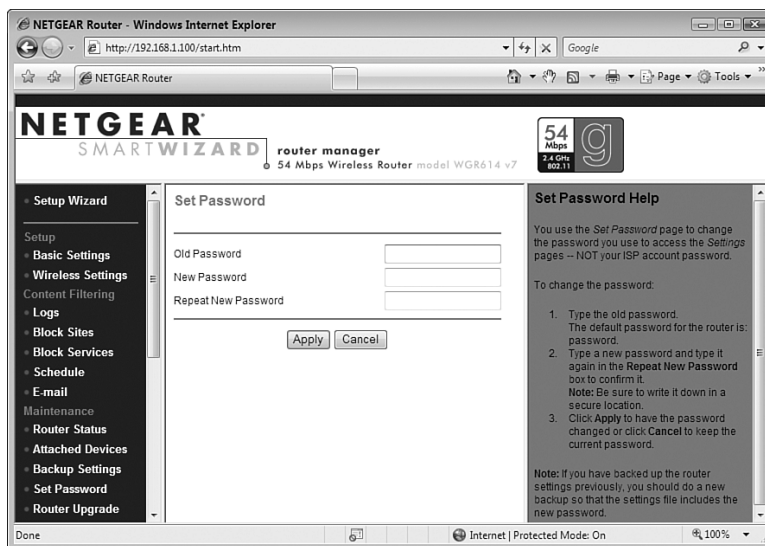 NETGEAR Router - Windows Internet Explorer
http://192.168.1.100/start.htm
Google
NETGEAR Router
Page
Tools
NETGEAR
SMARTWIZARD
router manager
54 Mbps Wireless Router model WGR614 v7
54
Mbps
2.4 GHz
802.11
g
Setup Wizard
Setup
Basic Settings
Wireless Settings
Content Filtering
Logs
Block Sites
Block Services
Schedule
E-mail
Maintenance
Router Status
Attached Devices
Backup Settings
Set Password
Router Upgrade
Set Password
Old Password
New Password
Repeat New Password
Apply
Cancel
Set Password Help
You use the Set Password page to change
the password you use to access the Settings
pages -- NOT your ISP account password.
To change the password:
1. Type the old password.
The default password for the router is:
password.
2. Type a new password and type it
again in the Repeat New Password
box to confirm it.
Note: Be sure to write it down in a
secure location.
3. Click Apply to have the password
changed or click Cancel to keep the
current password.
Note: If you have backed up the router
settings previously, you should do a new
backup so that the settings file includes the
new password.
Done
Internet | Protected Mode: On
100%